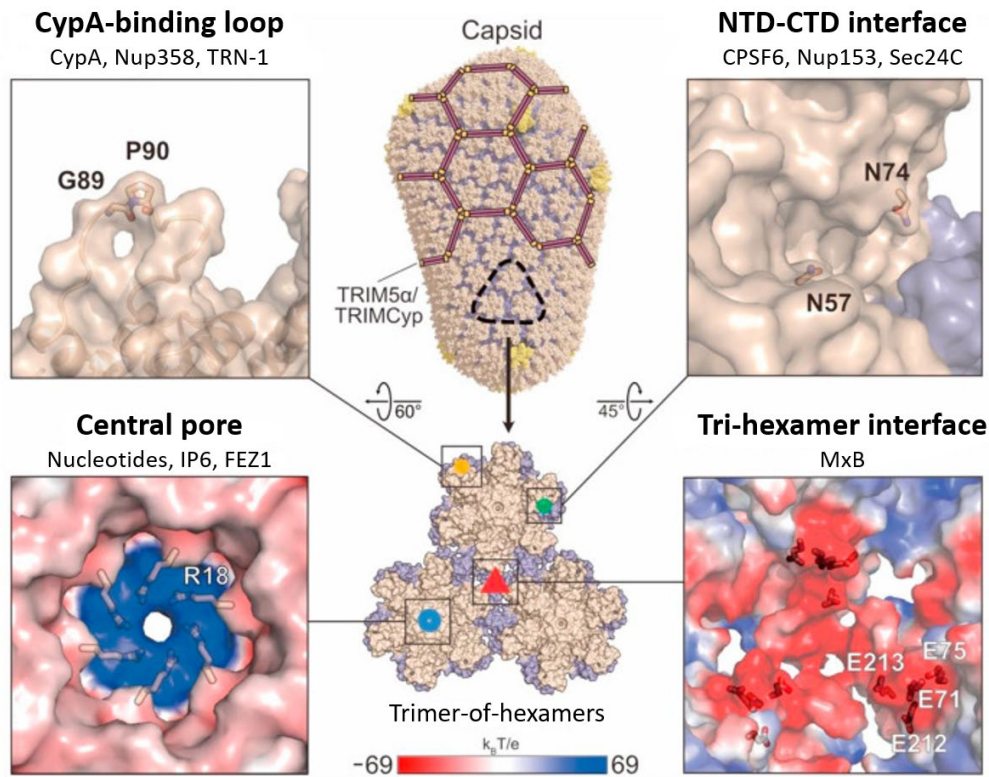 CypA-binding loop
CypA, Nup358, TRN-1
Capsid
NTD-CTD interface
CPSF6, Nup153, Sec24C
P90
G89
N74
N57
TRIM5α/
TRIMCyp
60°
45°
Central pore
Nucleotides, IP6, FEZ1
Tri-hexamer interface
MxB
R18
E213
E75
E71
E212
Trimer-of-hexamers
kBT/e
−69
69